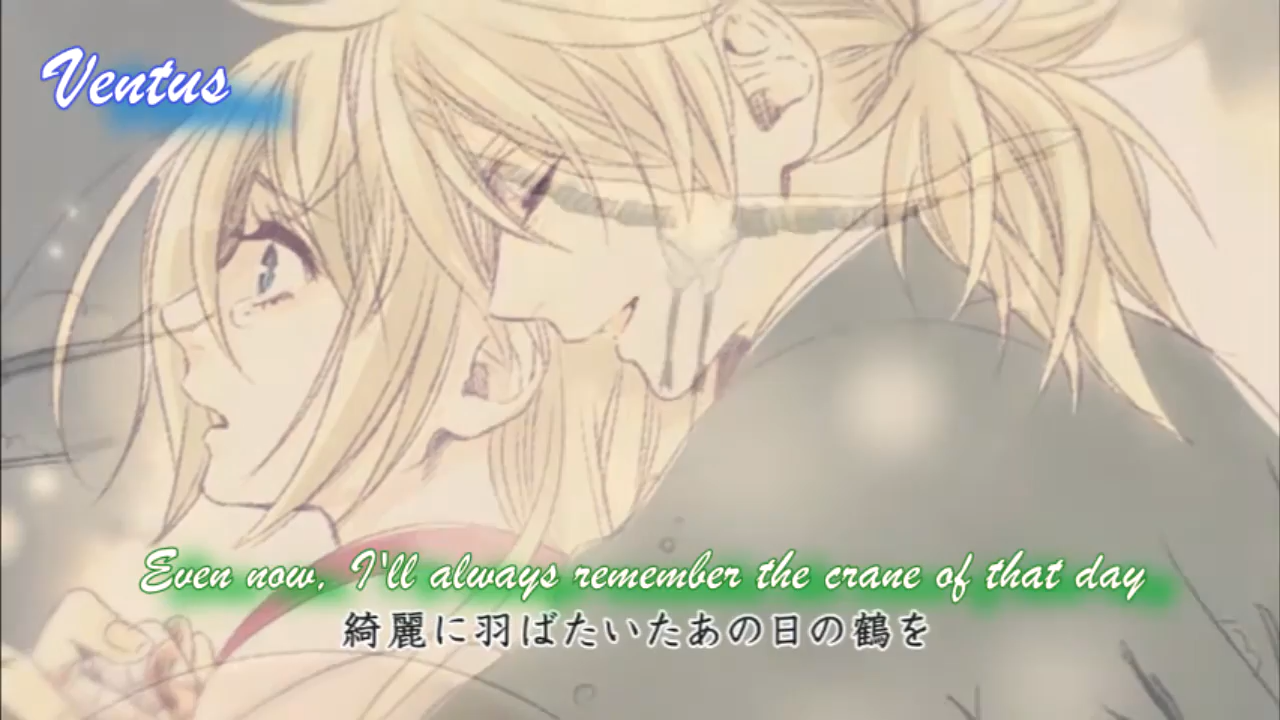 Ventus
Even now, I'll always remember the crane of that day
綺麗に羽ばたいたあの日の鶴を